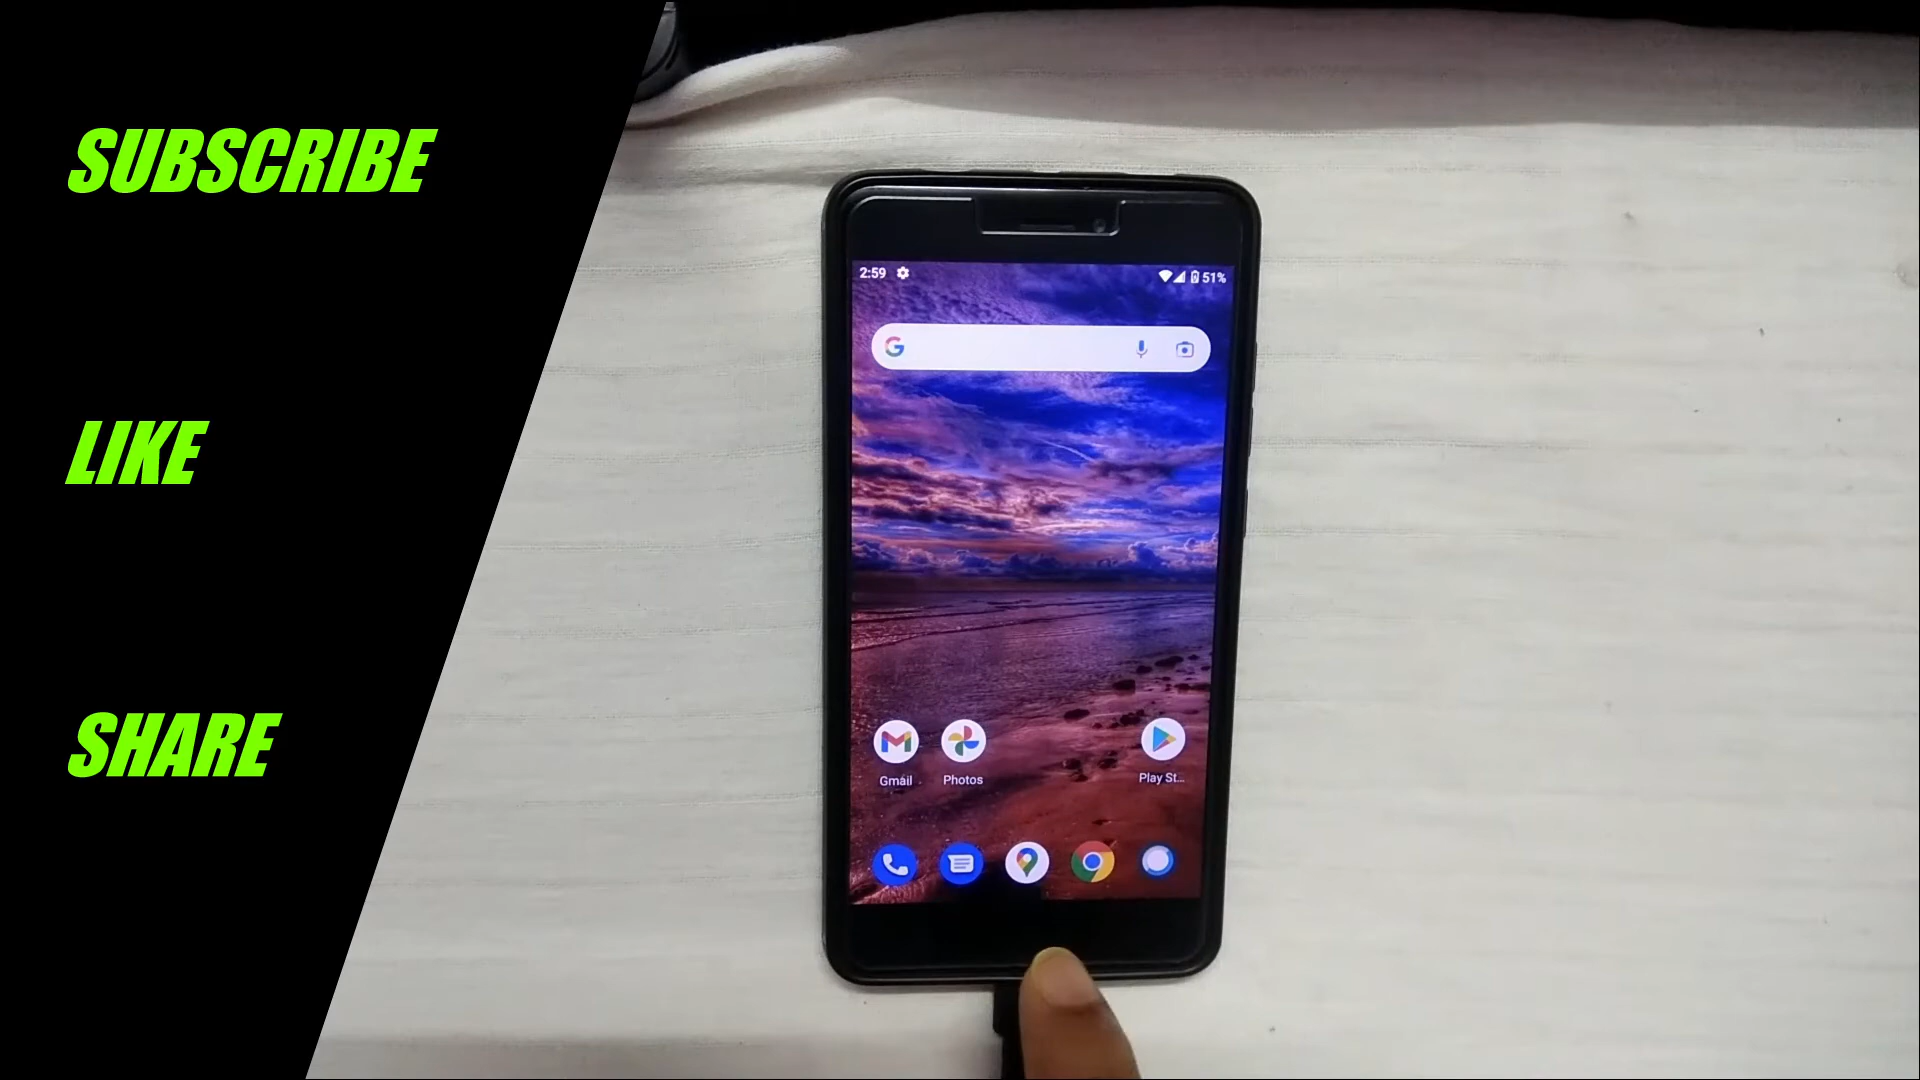 SUBSCRIBE
LIKE
SHARE
2:59
51%
G
Gmail
Photos
Play St...